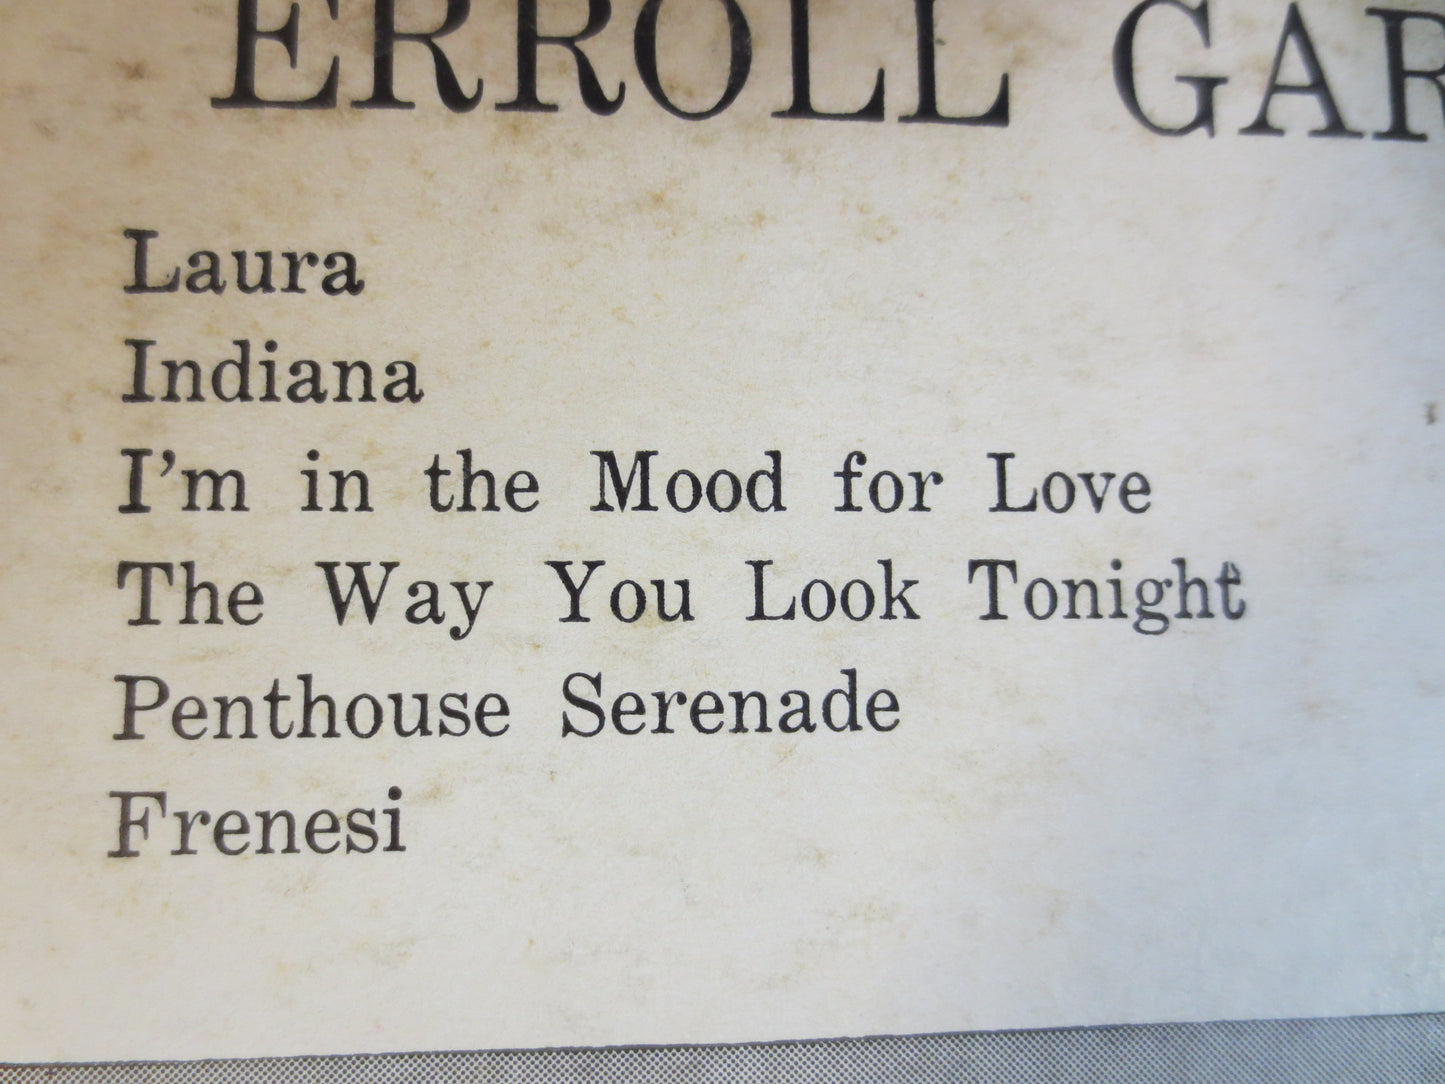 ERROLL GAR
Laura
Indiana
I'm in the Mood for Love
The Way You Look Tonight
Penthouse Serenade
Frenesi